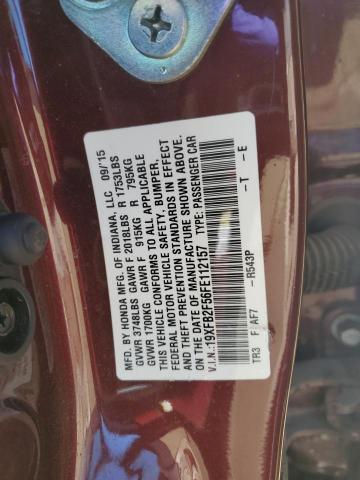 MFD. BY HONDA MFG. OF INDIANA, LLC 09/'15
GVWR 3748LBS GAWR F 2018LBS R 1753LBS
GVWR 1700KG GAWR F 915KG R 795KG
THIS VEHICLE CONFORMS TO ALL APPLICABLE
FEDERAL MOTOR VEHICLE SAFETY, BUMPER,
AND THEFT PREVENTION STANDARDS IN EFFECT
ON THE DATE OF MANUFACTURE SHOWN ABOVE.
V.I.N.:19XFB2F56FE112157 TYPE: PASSENGER CAR
TR3 F AF7 - R543P - T - E